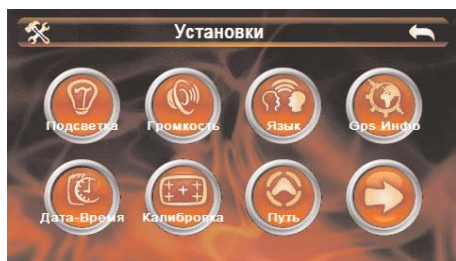 Установки
Подсветка
Громкость
Язык
Gps Инфо
Дата-Время
Калибровка
Путь